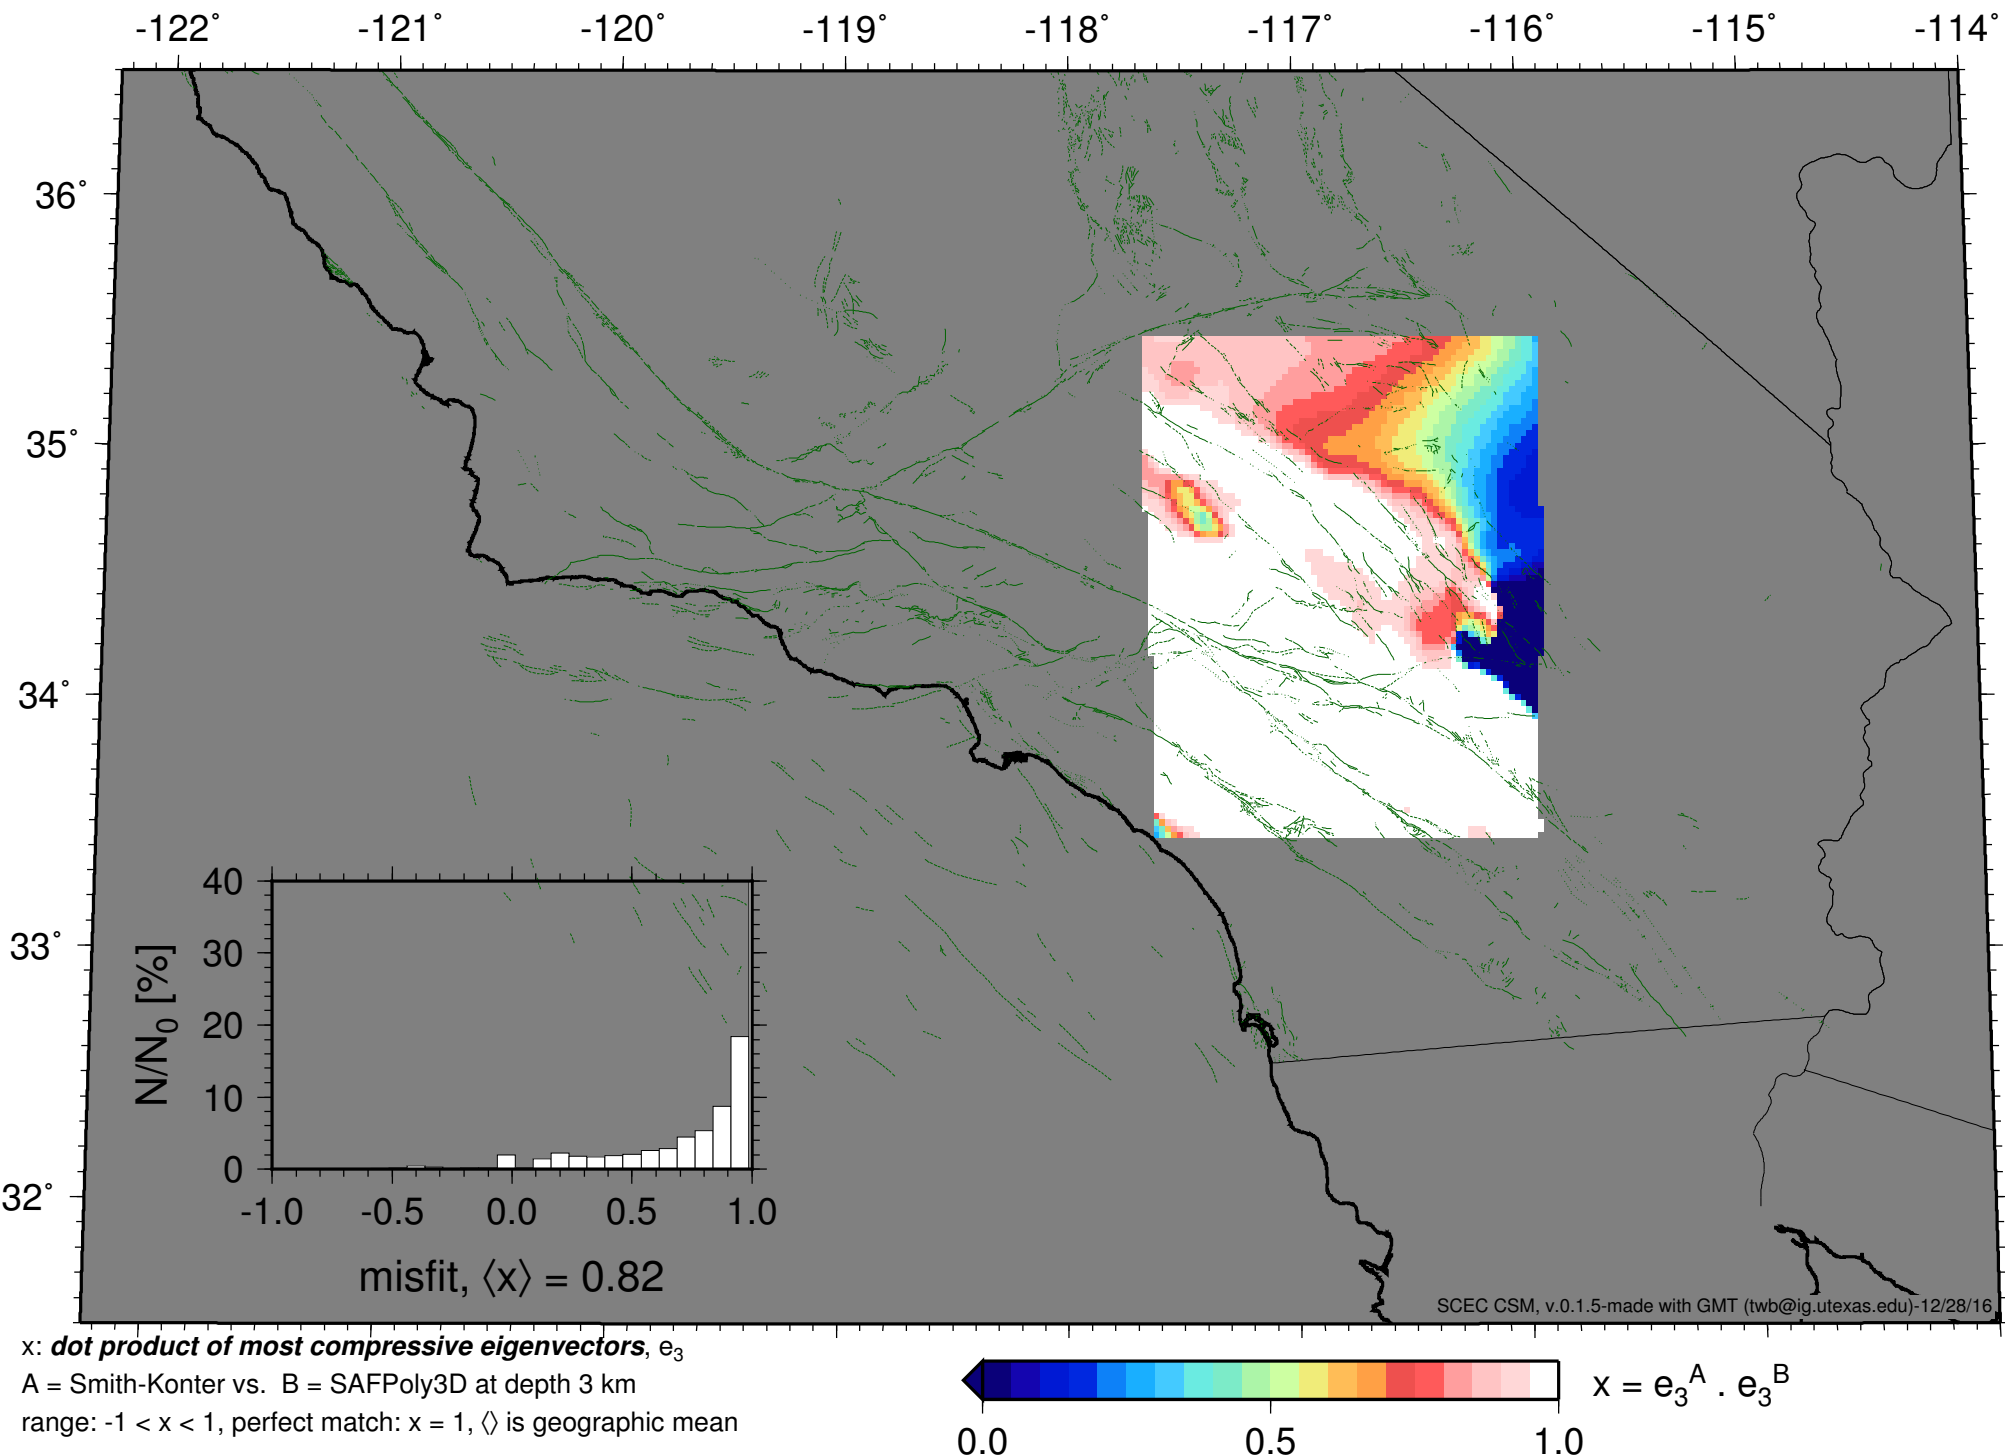 -122° -121° -120° -119° -118° -117° -116° -115° -114°
36°
35°
34°
33°
32°
40
30
20
10
0
N/N0 [%]
-1.0 -0.5 0.0 0.5 1.0
misfit, ⟨x⟩ = 0.82
SCEC CSM, v.0.1.5-made with GMT (twb@ig.utexas.edu)-12/28/16
x: dot product of most compressive eigenvectors, e3
A = Smith-Konter vs. B = SAFPoly3D at depth 3 km
range: -1 < x < 1, perfect match: x = 1, ⟨⟩ is geographic mean
x = e3^A . e3^B
0.0 0.5 1.0